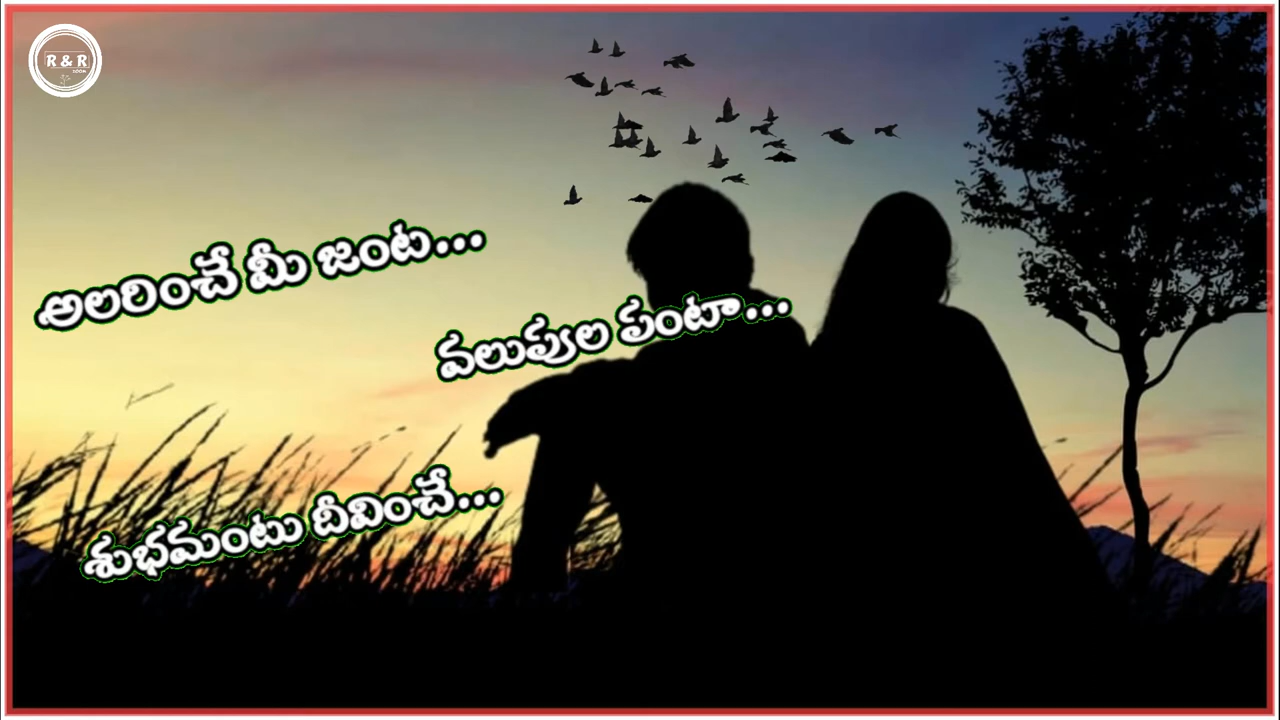 R & R
అలరించే మీ జంట...
వలుపుల పంటా...
శుభమంటు దీవించే...